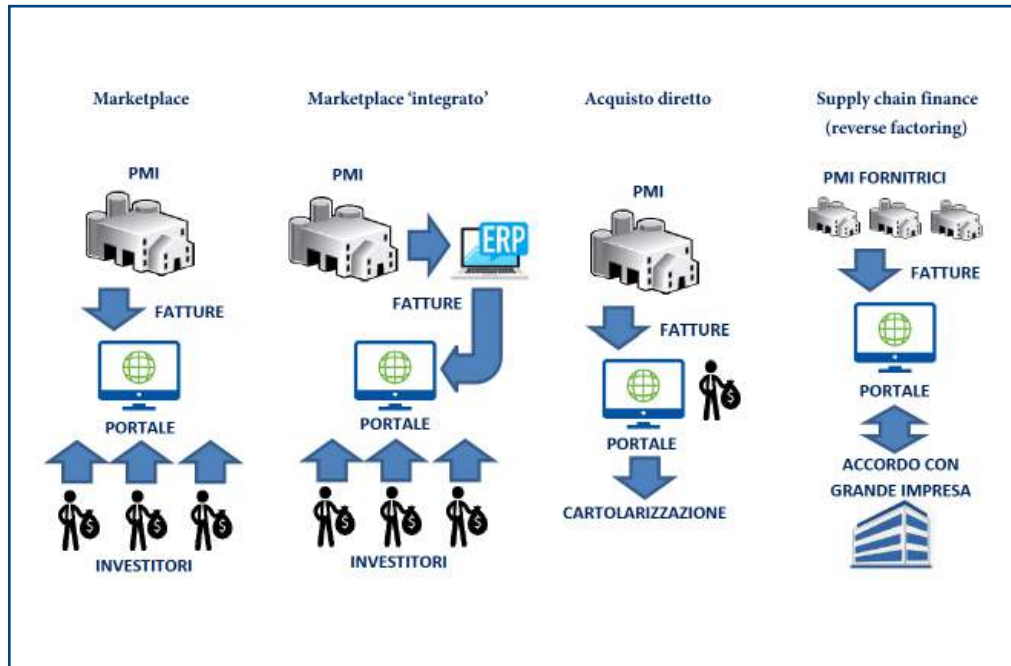 Marketplace
PMI
FATTURE
PORTALE
INVESTITORI
Marketplace ‘integrato’
PMI
ERP
FATTURE
PORTALE
INVESTITORI
Acquisto diretto
PMI
FATTURE
PORTALE
CARTOLARIZZAZIONE
Supply chain finance
(reverse factoring)
PMI FORNITRICI
FATTURE
PORTALE
ACCORDO CON
GRANDE IMPRESA